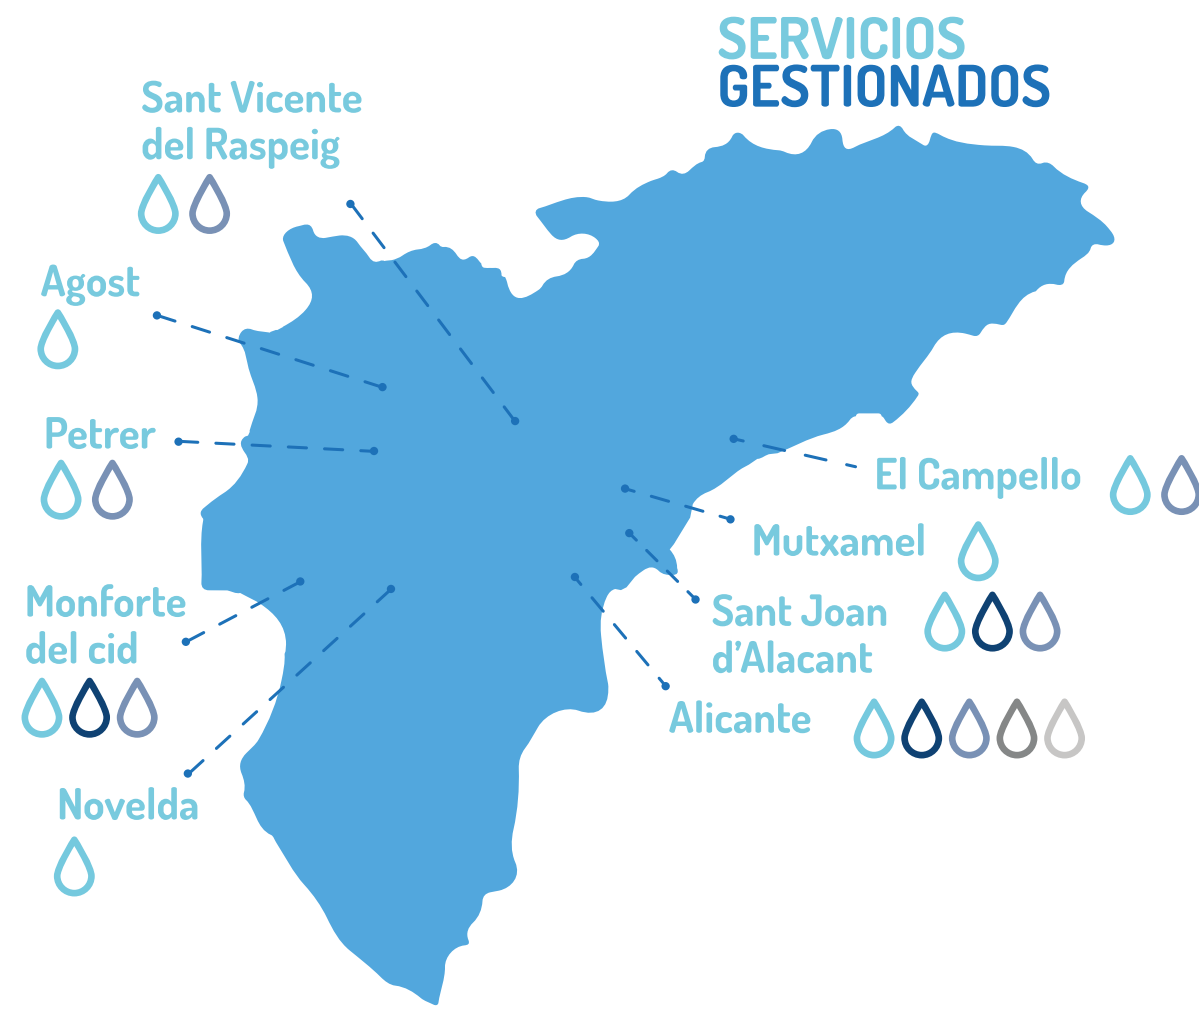 SERVICIOS
GESTIONADOS
Sant Vicente
del Raspeig
Agost
Petrer
Monforte
del cid
Novelda
El Campello
Mutxamel
Sant Joan
d'Alacant
Alicante